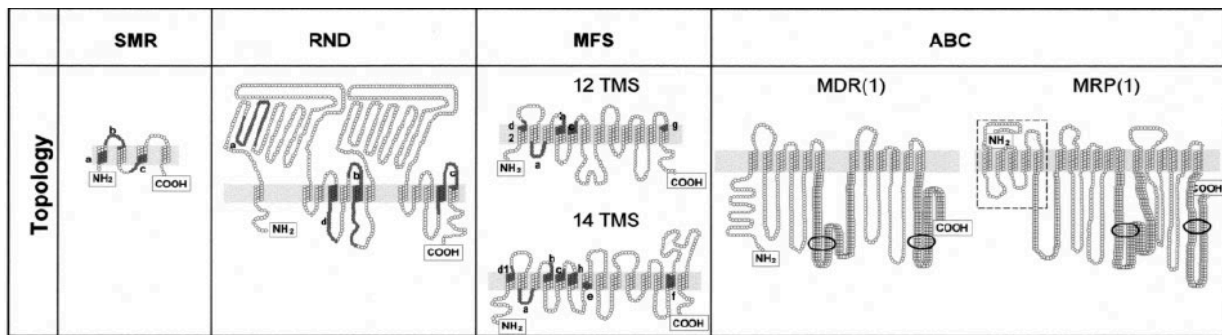 SMR RND MFS ABC
Topology
12 TMS
14 TMS
MDR(1) MRP(1)
a b c
NH₂ COOH
a b c d
NH₂ COOH
d 2 a c g
NH₂ COOH
d1 a b c h e f
NH₂ COOH
NH₂ COOH
NH₂ COOH